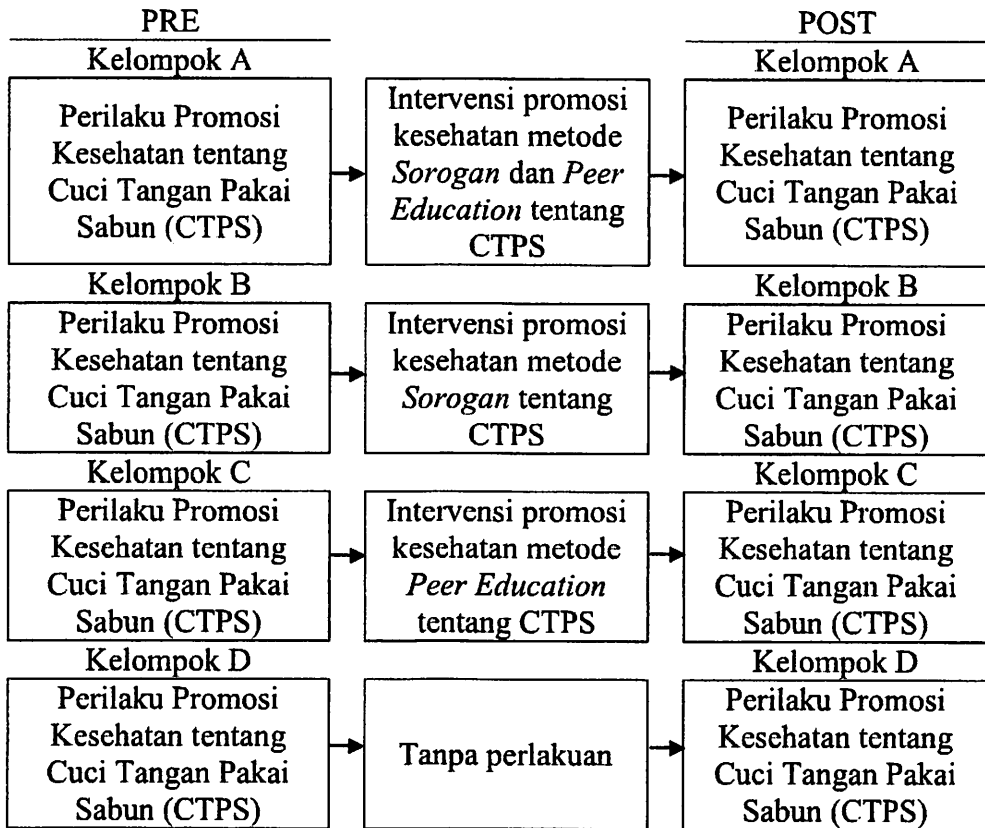 PRE
POST
Kelompok A
Kelompok A
Perilaku Promosi
Kesehatan tentang
Cuci Tangan Pakai
Sabun (CTPS)
Intervensi promosi
kesehatan metode
Sorogan dan Peer
Education tentang
CTPS
Perilaku Promosi
Kesehatan tentang
Cuci Tangan Pakai
Sabun (CTPS)
Kelompok B
Kelompok B
Perilaku Promosi
Kesehatan tentang
Cuci Tangan Pakai
Sabun (CTPS)
Intervensi promosi
kesehatan metode
Sorogan tentang
CTPS
Perilaku Promosi
Kesehatan tentang
Cuci Tangan Pakai
Sabun (CTPS)
Kelompok C
Kelompok C
Perilaku Promosi
Kesehatan tentang
Cuci Tangan Pakai
Sabun (CTPS)
Intervensi promosi
kesehatan metode
Peer Education
tentang CTPS
Perilaku Promosi
Kesehatan tentang
Cuci Tangan Pakai
Sabun (CTPS)
Kelompok D
Kelompok D
Perilaku Promosi
Kesehatan tentang
Cuci Tangan Pakai
Sabun (CTPS)
Tanpa perlakuan
Perilaku Promosi
Kesehatan tentang
Cuci Tangan Pakai
Sabun (CTPS)